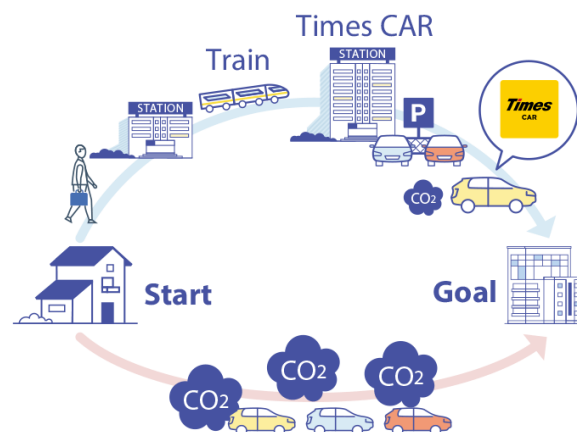 Times CAR
Train
STATION
STATION
P
Times
CAR
CO2
Start
Goal
CO2
CO2
CO2